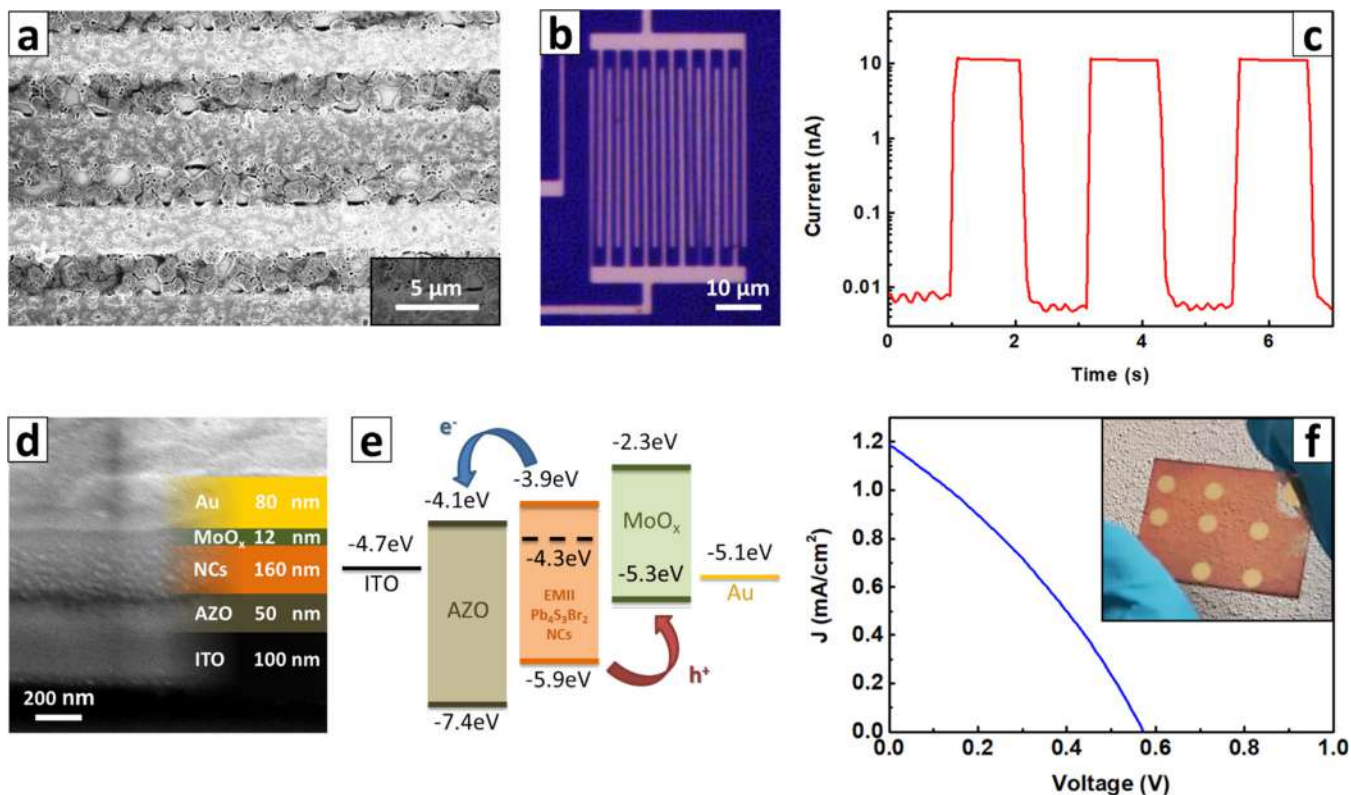 a
5 µm
b
10 µm
c
Current (nA)
10
1
0.1
0.01
0 2 4 6
Time (s)
d
Au 80 nm
MoOₓ 12 nm
NCs 160 nm
AZO 50 nm
ITO 100 nm
200 nm
e
e⁻
-4.7eV
ITO
-4.1eV
AZO
-7.4eV
-3.9eV
-4.3eV
EMII
Pb₄S₃Br₂
NCs
-5.9eV
h⁺
-2.3eV
MoOₓ
-5.3eV
-5.1eV
Au
f
J (mA/cm²)
1.2
1.0
0.8
0.6
0.4
0.2
0.0
0.0 0.2 0.4 0.6 0.8 1.0
Voltage (V)